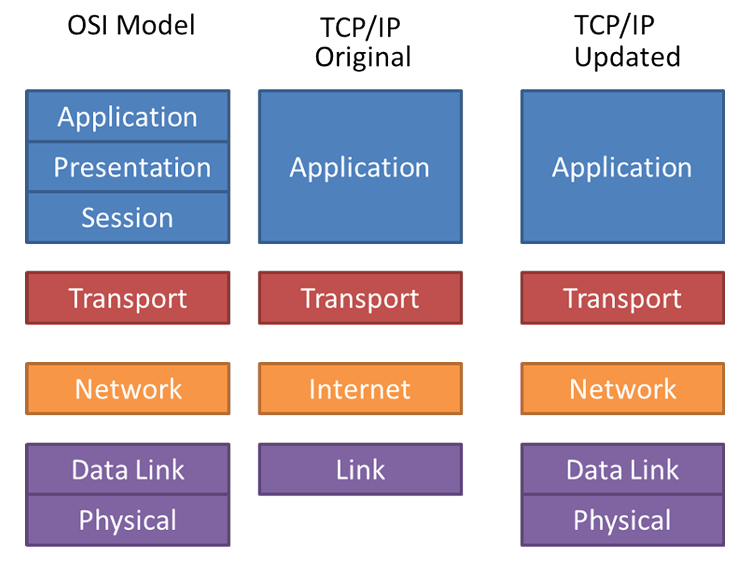 OSI Model
TCP/IP
Original
TCP/IP
Updated
Application
Presentation
Session
Application
Application
Transport
Transport
Transport
Network
Internet
Network
Data Link
Physical
Link
Data Link
Physical